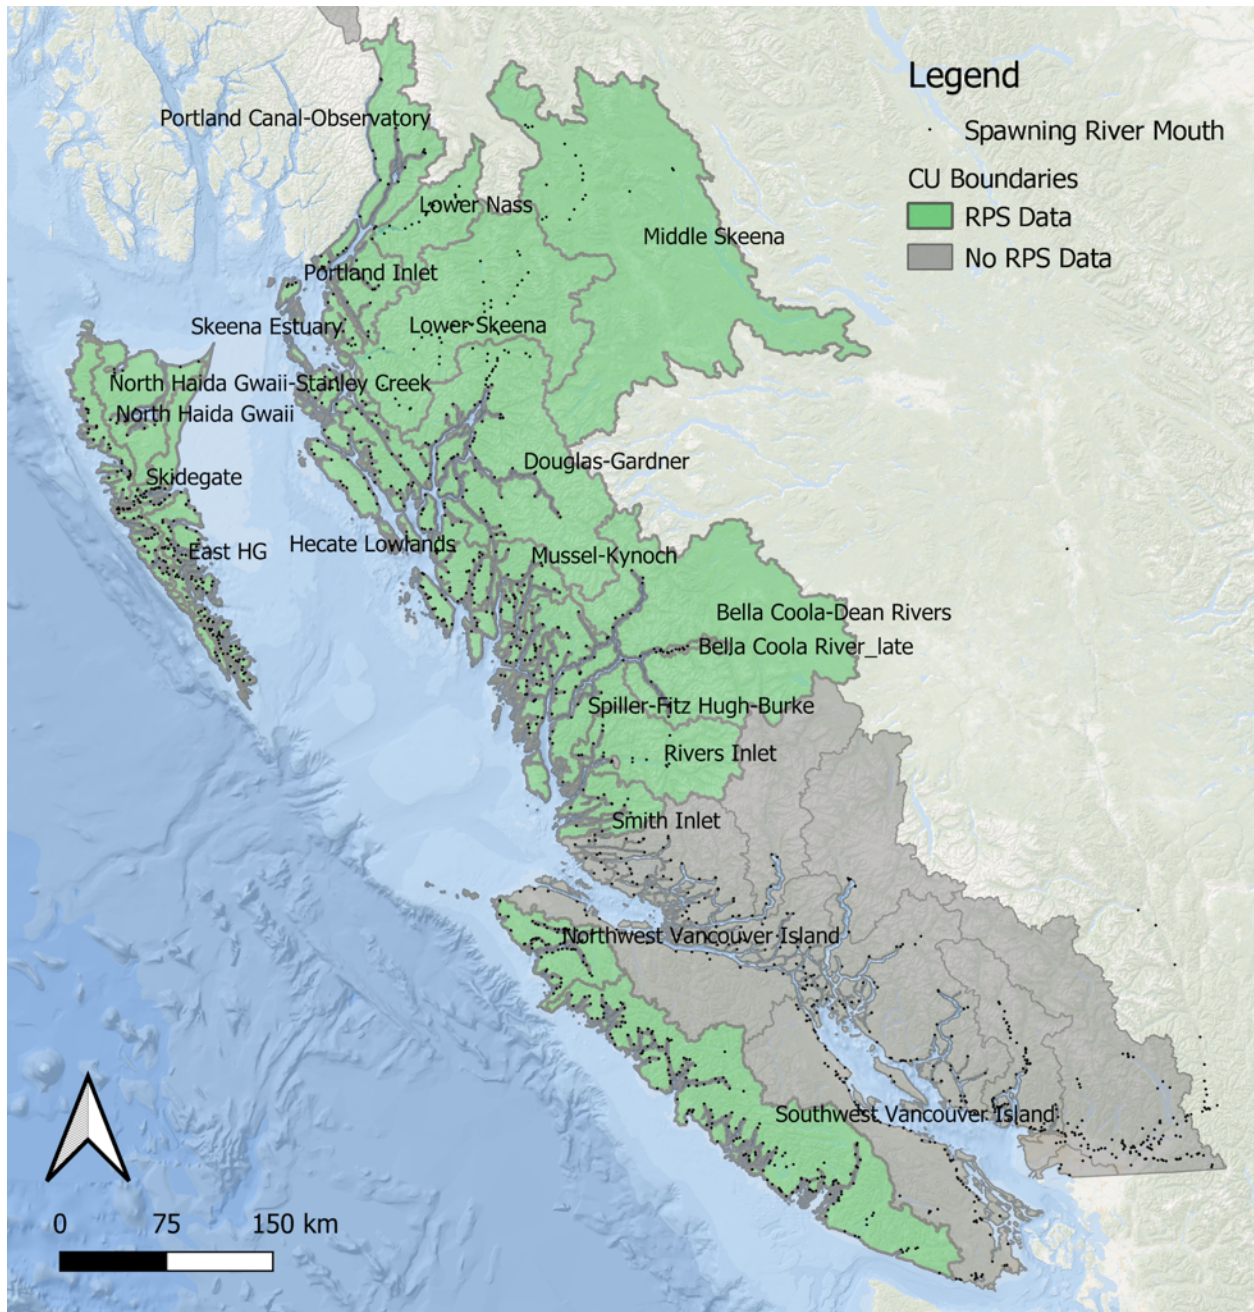 Legend
Spawning River Mouth
CU Boundaries
RPS Data
No RPS Data
Portland Canal-Observatory
Lower Nass
Middle Skeena
Portland Inlet
Skeena Estuary
Lower Skeena
North Haida Gwaii-Stanley Creek
North Haida Gwaii
Skidegate
Douglas-Gardner
East HG
Hecate Lowlands
Mussel-Kynoch
Bella Coola-Dean Rivers
Bella Coola River_late
Spiller-Fitz Hugh-Burke
Rivers Inlet
Smith Inlet
Northwest Vancouver Island
Southwest Vancouver Island
0 75 150 km